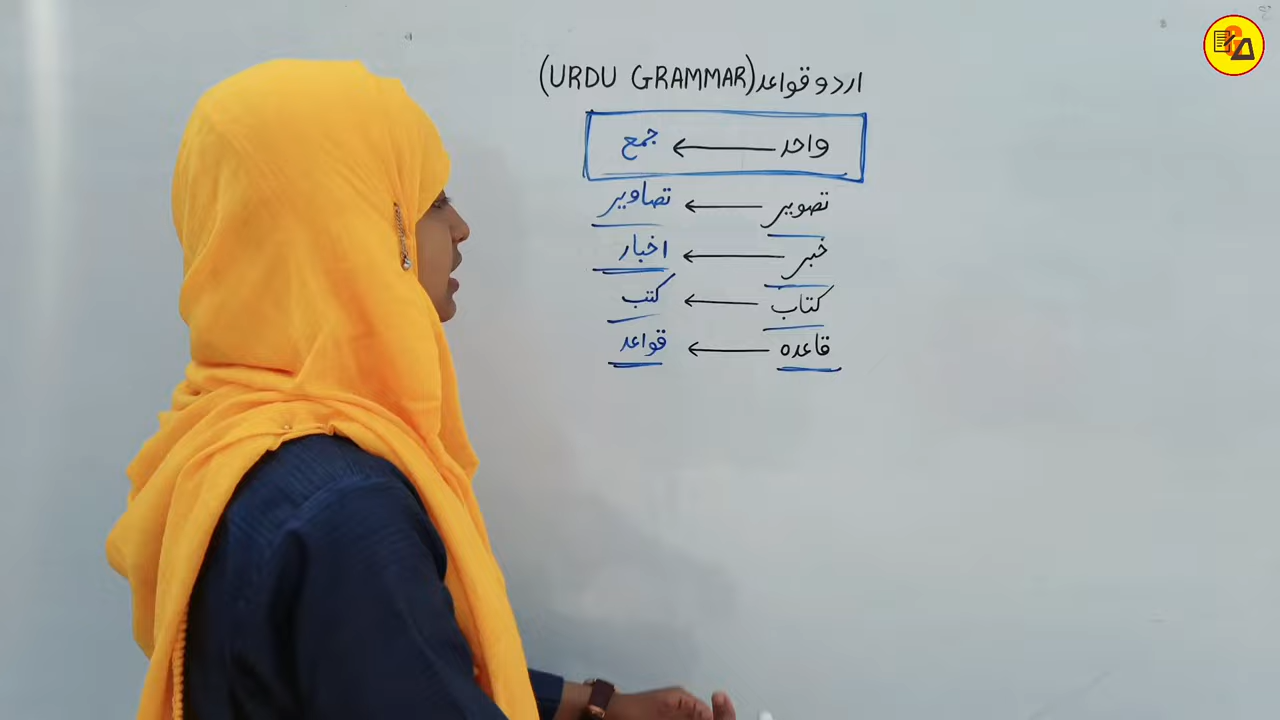 اردو قواعد (URDU GRAMMAR)
واحد ← جمع
تصویر ← تصاویر
خبر ← اخبار
کتاب ← کتب
قاعدہ ← قواعد